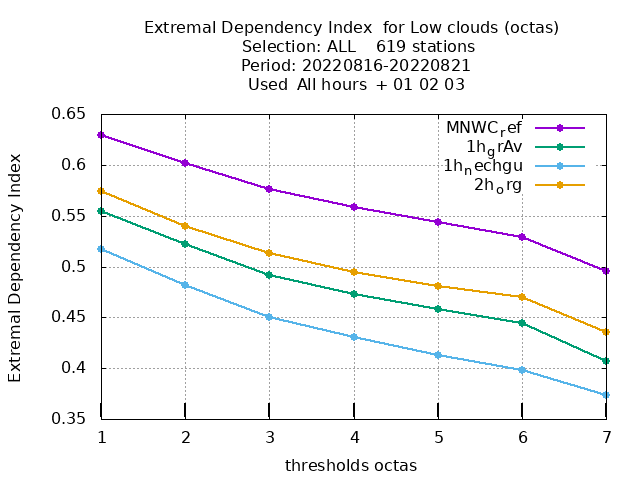 Extremal Dependency Index  for Low clouds (octas)
Selection: ALL    619 stations
Period: 20220816-20220821
Used  All hours  + 01 02 03
MNWC_ref
1h_grAv
1h_nechgu
2h_org
Extremal Dependency Index
0.65
0.6
0.55
0.5
0.45
0.4
0.35
1 2 3 4 5 6 7
thresholds octas